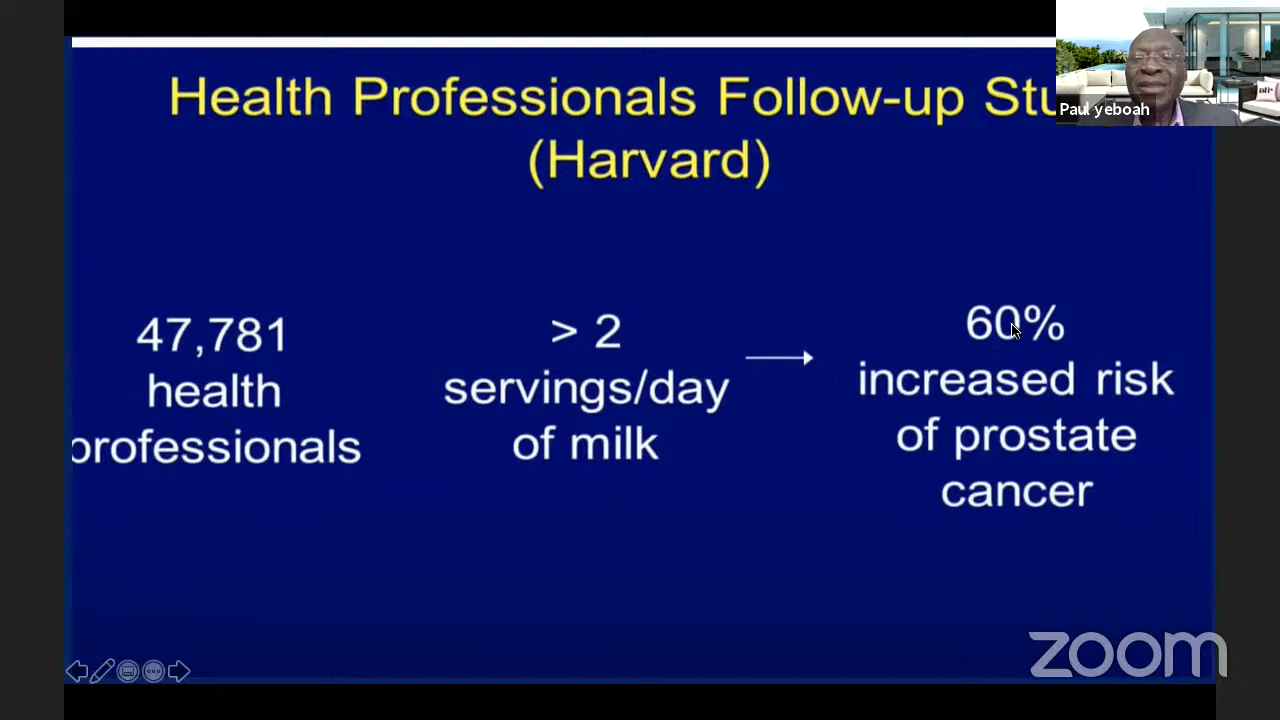 Health Professionals Follow-up Stu
(Harvard)
47,781
health
professionals
> 2
servings/day
of milk
60%
increased risk
of prostate
cancer
Paul yeboah
zoom